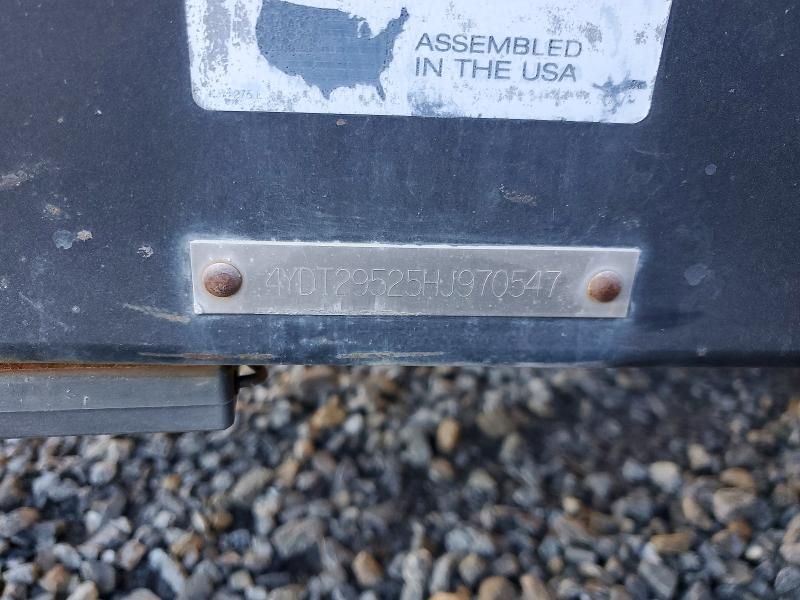 ASSEMBLED
IN THE USA
4YDT29525HJ970547